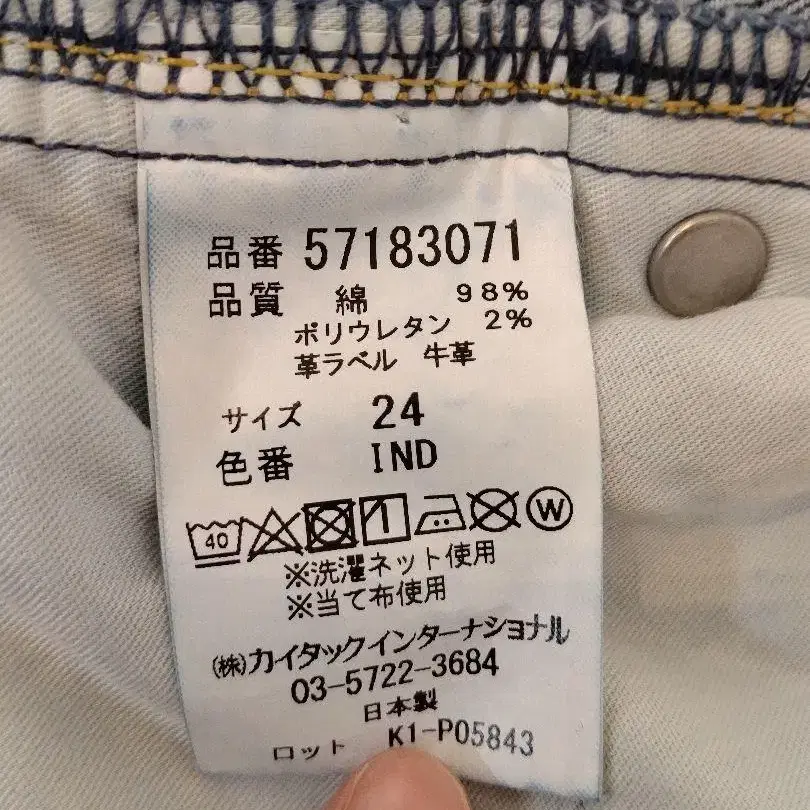 品番 57183071
品質 綿 98%
ポリウレタン 2%
革ラベル 牛革
サイズ 24
色番 IND
40 W
※洗濯ネット使用
※当て布使用
(株)カイタックインターナショナル
03-5722-3684
日本製
ロット K1-P05843